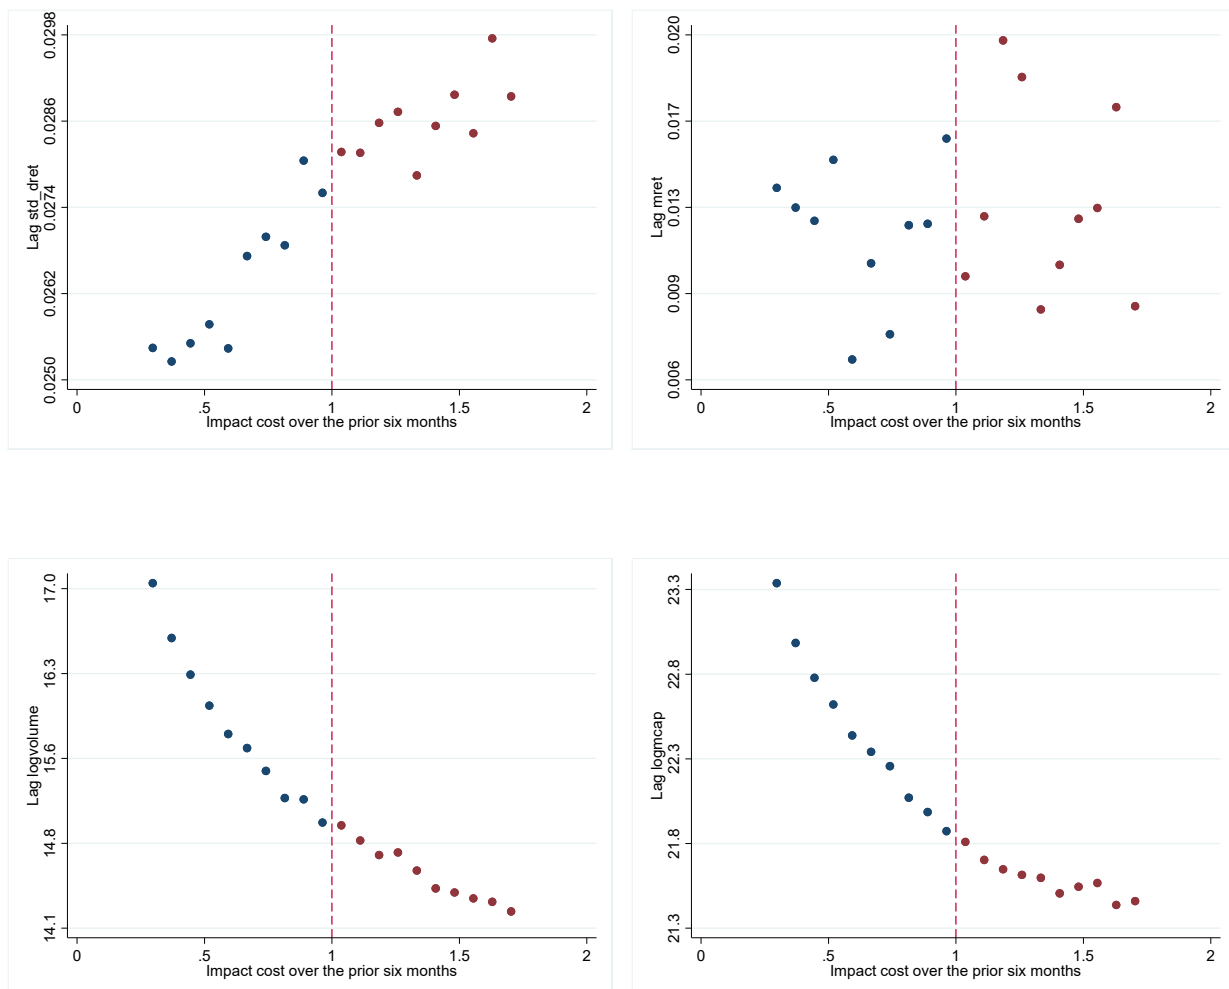 0.0298
0.0286
0.0274
0.0262
0.0250
Lag std_dret
0 .5 1 1.5 2
Impact cost over the prior six months
0.020
0.017
0.013
0.009
0.006
Lag mret
0 .5 1 1.5 2
Impact cost over the prior six months
17.0
16.3
15.6
14.8
14.1
Lag logvolume
0 .5 1 1.5 2
Impact cost over the prior six months
23.3
22.8
22.3
21.8
21.3
Lag logmcap
0 .5 1 1.5 2
Impact cost over the prior six months